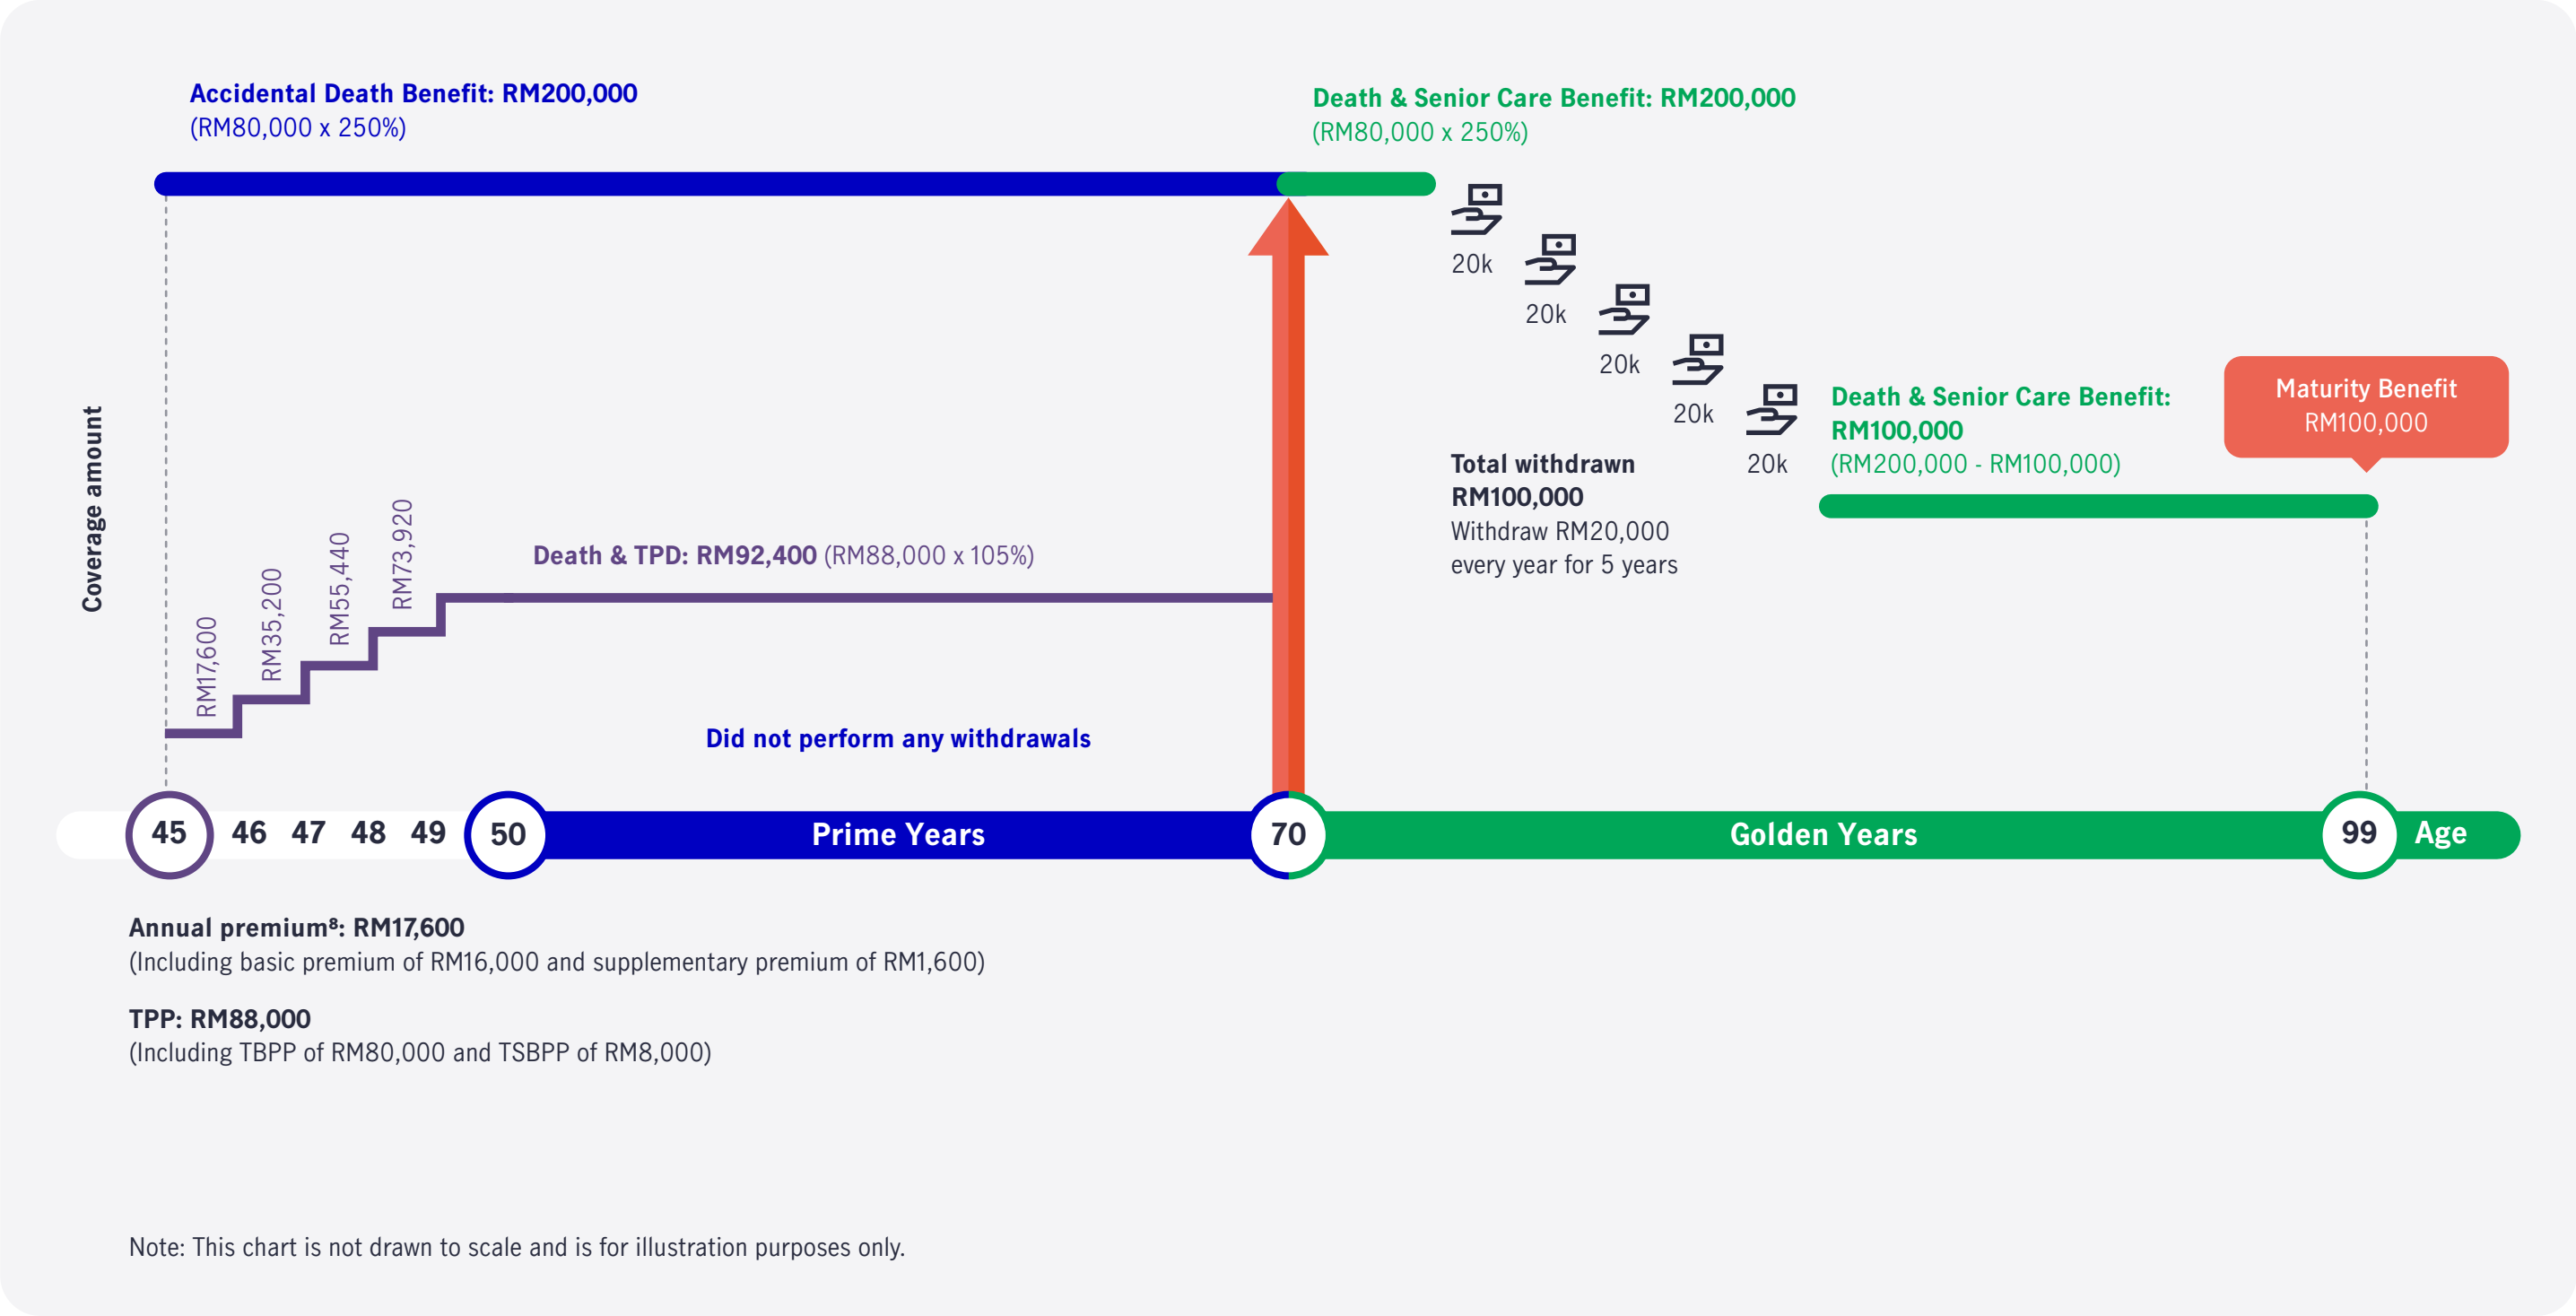 Accidental Death Benefit: RM200,000
(RM80,000 x 250%)
Death & Senior Care Benefit: RM200,000
(RM80,000 x 250%)
20k
20k
20k
20k
20k
Total withdrawn
RM100,000
Withdraw RM20,000
every year for 5 years
Death & Senior Care Benefit:
RM100,000
(RM200,000 - RM100,000)
Maturity Benefit
RM100,000
Coverage amount
RM17,600
RM35,200
RM55,440
RM73,920
Death & TPD: RM92,400 (RM88,000 x 105%)
Did not perform any withdrawals
45 46 47 48 49 50 Prime Years 70 Golden Years 99 Age
Annual premium⁸: RM17,600
(Including basic premium of RM16,000 and supplementary premium of RM1,600)
TPP: RM88,000
(Including TBPP of RM80,000 and TSBPP of RM8,000)
Note: This chart is not drawn to scale and is for illustration purposes only.